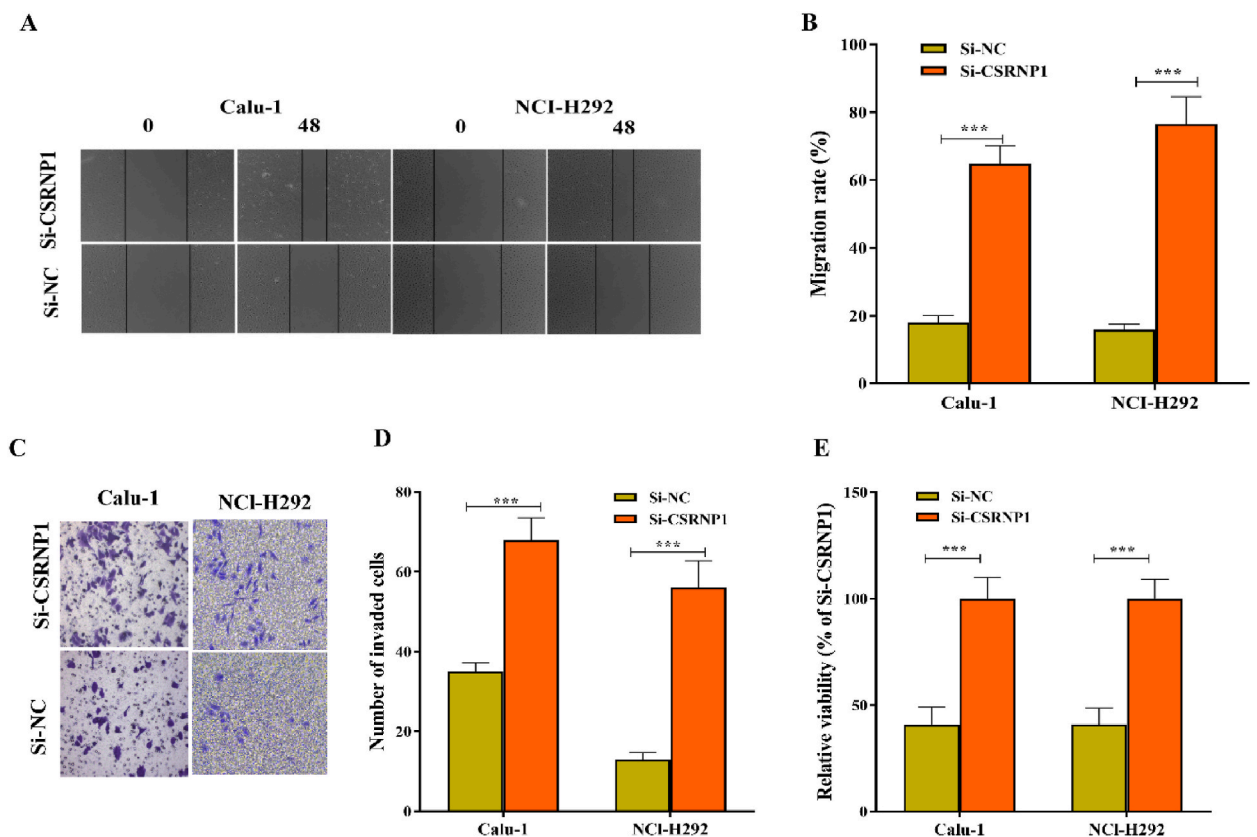 A
Calu-1
NCI-H292
0
48
0
48
Si-CSRNP1
Si-NC
B
Si-NC
Si-CSRNP1
Migration rate (%)
100
80
60
40
20
0
***
***
Calu-1
NCI-H292
C
Calu-1
NCI-H292
Si-CSRNP1
Si-NC
D
Si-NC
Si-CSRNP1
Number of invaded cells
80
60
40
20
0
***
***
Calu-1
NCI-H292
E
Si-NC
Si-CSRNP1
Relative viability (% of Si-CSRNP1)
150
100
50
0
***
***
Calu-1
NCI-H292